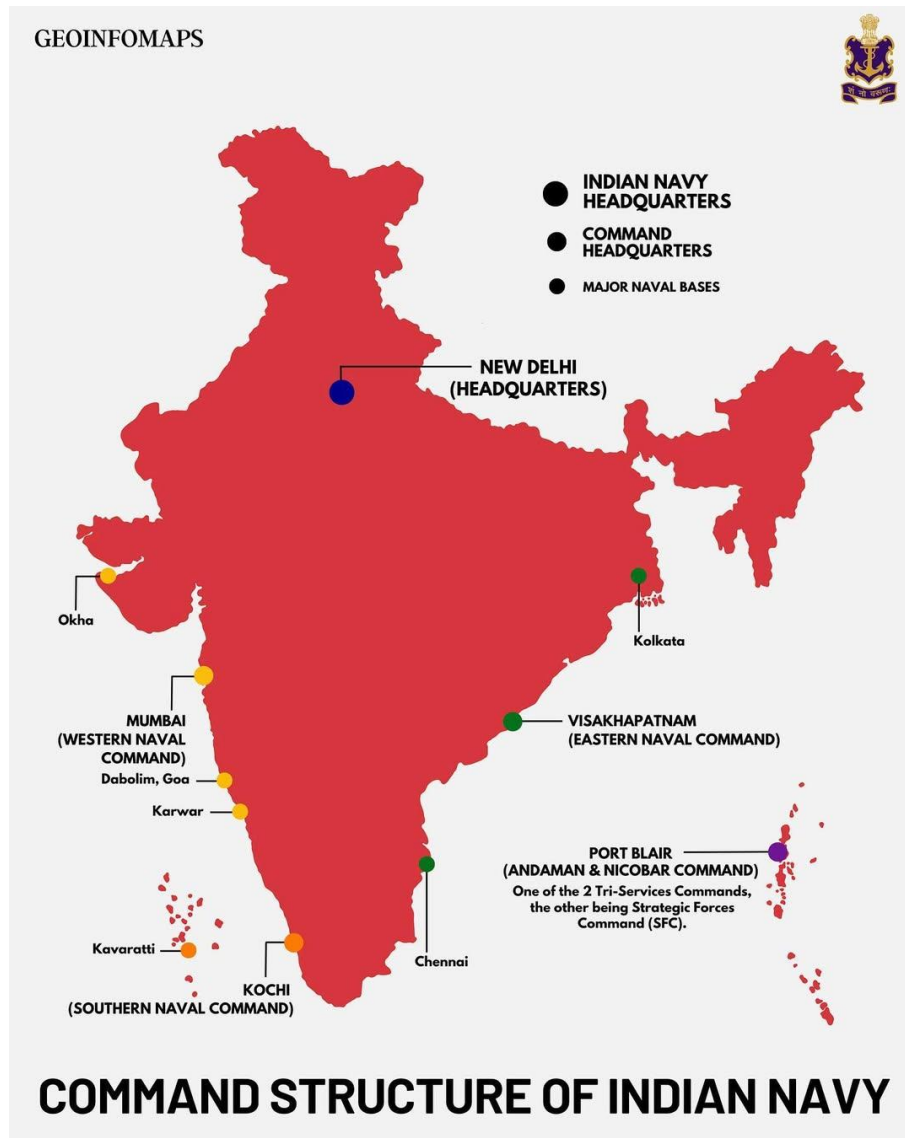 GEOINFOMAPS
शं नो वरुणः
INDIAN NAVY
HEADQUARTERS
COMMAND
HEADQUARTERS
MAJOR NAVAL BASES
NEW DELHI
(HEADQUARTERS)
Okha
Kolkata
MUMBAI
(WESTERN NAVAL
COMMAND)
VISAKHAPATNAM
(EASTERN NAVAL COMMAND)
Dabolim, Goa
Karwar
PORT BLAIR
(ANDAMAN & NICOBAR COMMAND)
One of the 2 Tri-Services Commands,
the other being Strategic Forces
Command (SFC).
Kavaratti
Chennai
KOCHI
(SOUTHERN NAVAL COMMAND)
COMMAND STRUCTURE OF INDIAN NAVY